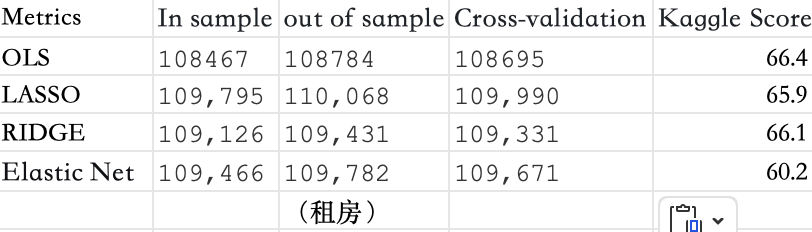 Metrics In sample out of sample Cross-validation Kaggle Score
OLS 108467 108784 108695 66.4
LASSO 109,795 110,068 109,990 65.9
RIDGE 109,126 109,431 109,331 66.1
Elastic Net 109,466 109,782 109,671 60.2
（租房）